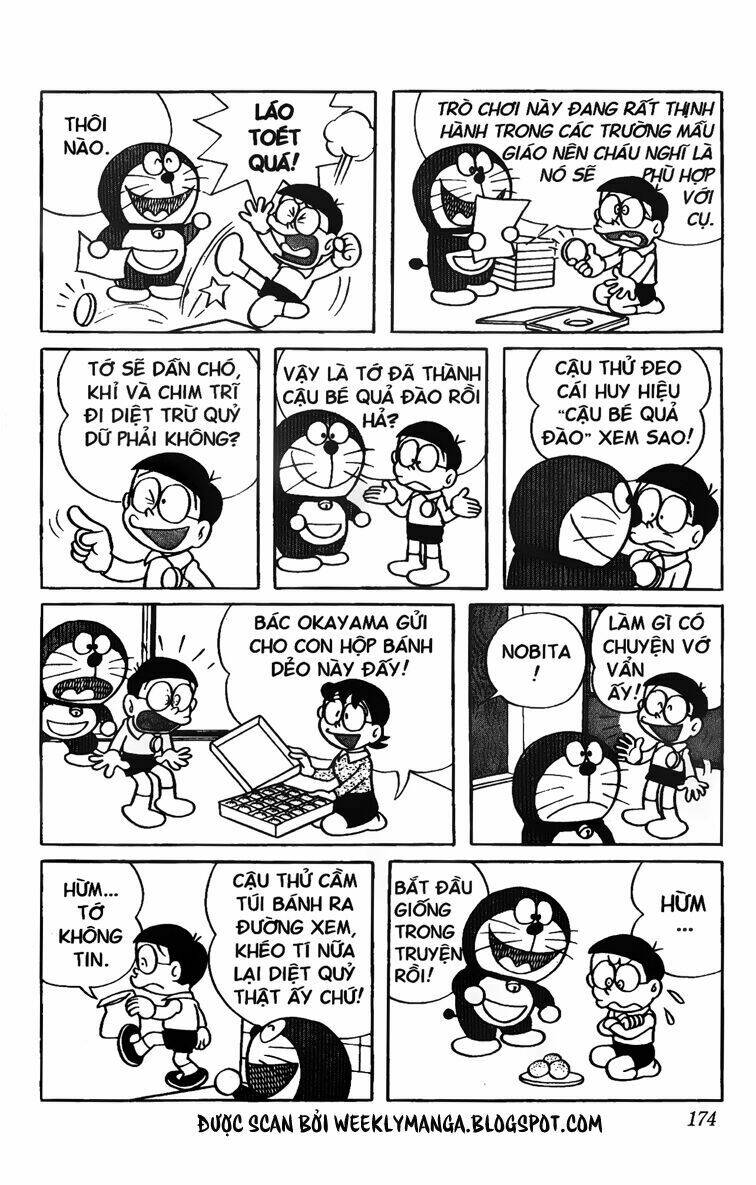 TRÒ CHƠI NÀY ĐANG RẤT THỊNH
HÀNH TRONG CÁC TRƯỜNG MẪU
GIÁO NÊN CHÁU NGHĨ LÀ
NÓ SẼ PHÙ HỢP
VỚI
CỤ.
LÁO
TOÉT
QUÁ!
THÔI
NÀO.
CẬU THỬ ĐEO
CÁI HUY HIỆU
"CẬU BÉ QUẢ
ĐÀO" XEM SAO!
VẬY LÀ TỚ ĐÃ THÀNH
CẬU BÉ QUẢ ĐÀO RỒI
HẢ?
TỚ SẼ DẪN CHÓ,
KHỈ VÀ CHIM TRĨ
ĐI DIỆT TRỪ QUỶ
DỮ PHẢI KHÔNG?
LÀM GÌ CÓ
CHUYỆN VỚ
VẨN
ẤY!
NOBITA
!
BÁC OKAYAMA GỬI
CHO CON HỘP BÁNH
DẺO NÀY ĐẤY!
HỪM
...
BẮT ĐẦU
GIỐNG
TRONG
TRUYỆN
RỒI!
CẬU THỬ CẦM
TÚI BÁNH RA
ĐƯỜNG XEM,
KHÉO TÍ NỮA
LẠI DIỆT QUỶ
THẬT ẤY CHỨ!
HỪM...
TỚ
KHÔNG
TIN.
ĐƯỢC SCAN BỞI WEEKLYMANGA.BLOGSPOT.COM
174